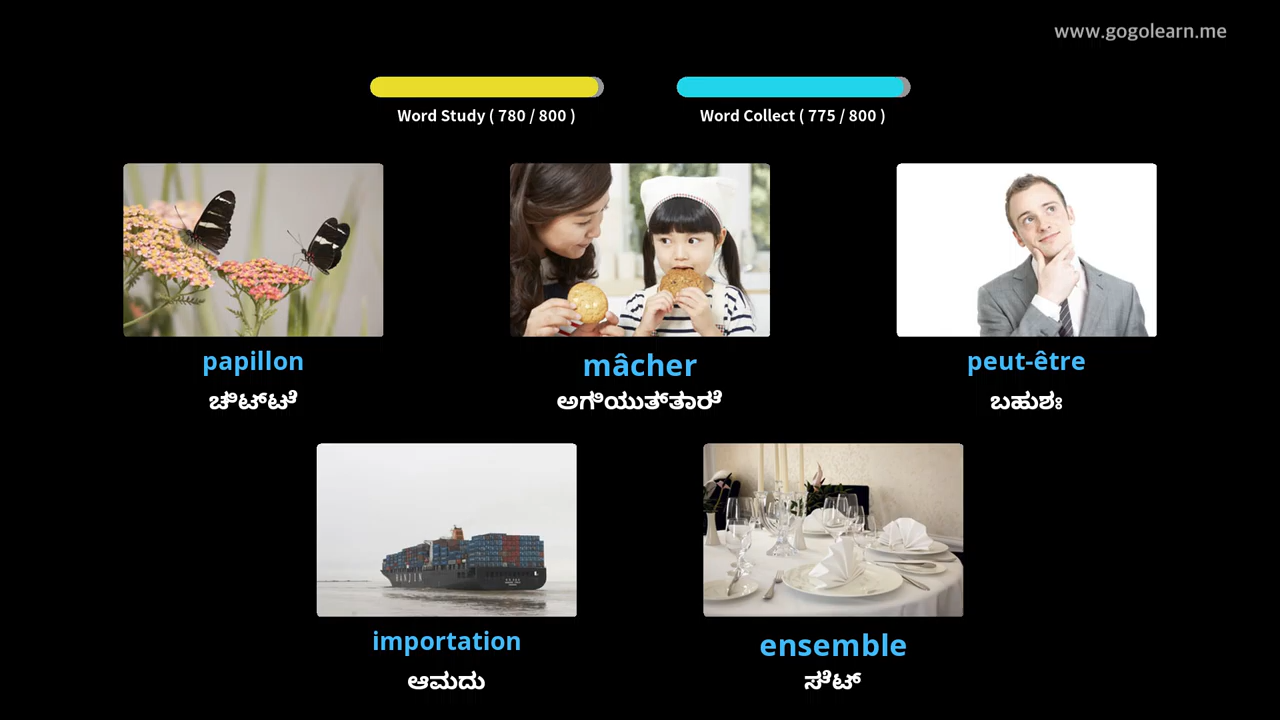 www.gogolearn.me
Word Study ( 780 / 800 )
Word Collect ( 775 / 800 )
papillon
mâcher
peut-être
ಚಿಟ್ಟೆ
ಅಗಿಯುತ್ತಾರೆ
ಬಹುಶಃ
importation
ensemble
ಆಮದು
ಸೆಟ್